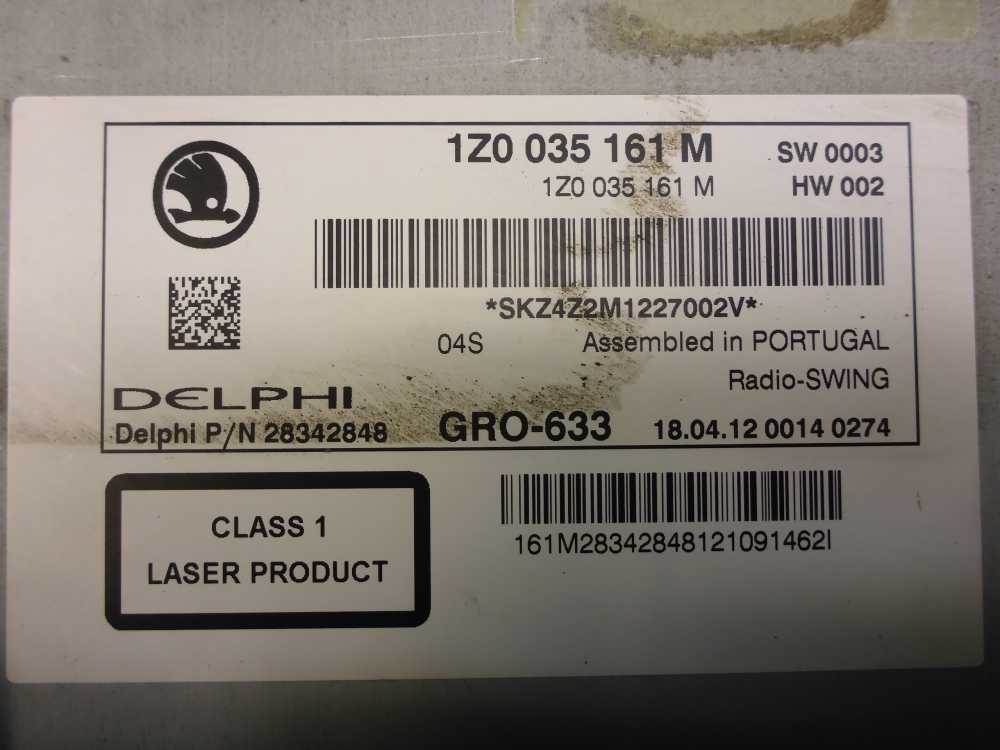 1Z0 035 161 M SW 0003
1Z0 035 161 M HW 002
*SKZ4Z2M1227002V*
04S Assembled in PORTUGAL
Radio-SWING
DELPHI
Delphi P/N 28342848 GRO-633 18.04.12 0014 0274
CLASS 1
LASER PRODUCT
161M28342848121091462I